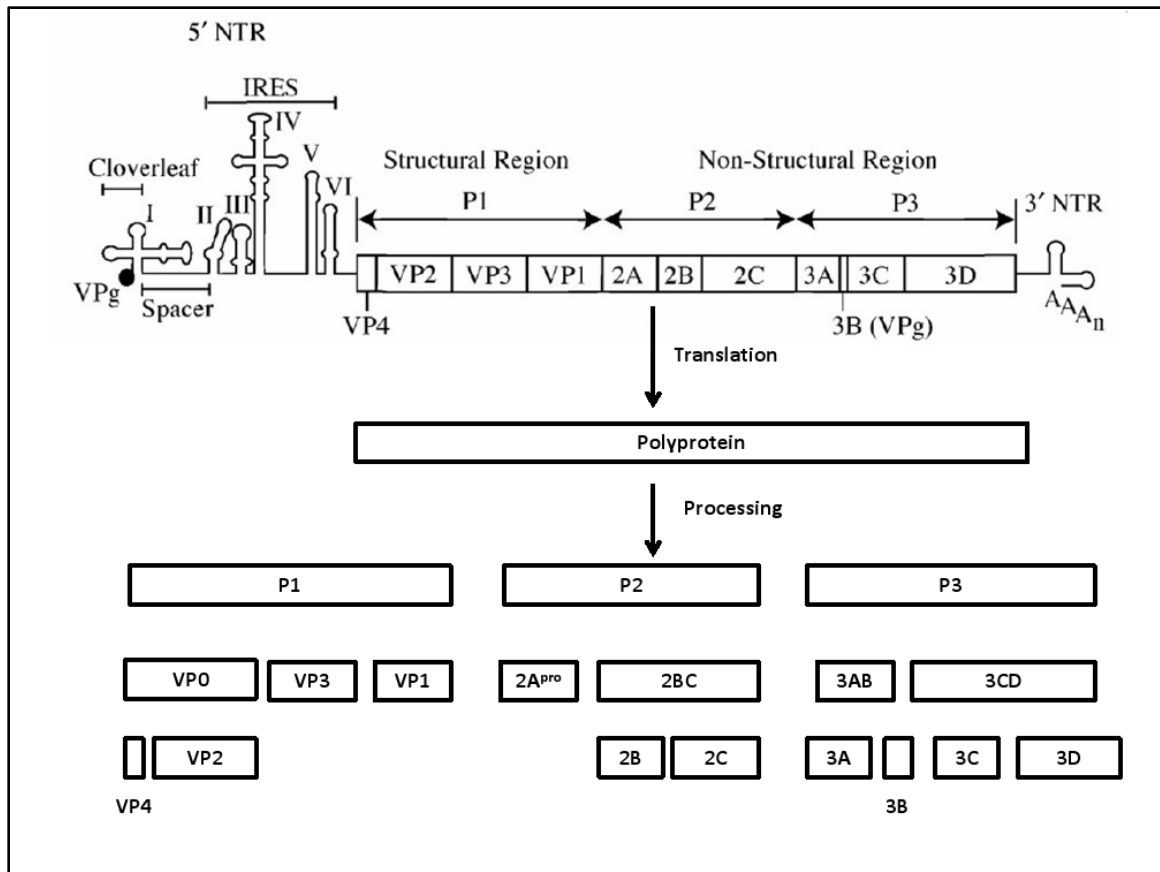 5′ NTR
IRES
IV
Cloverleaf
V
Structural Region
Non-Structural Region
I
II
III
VI
P1
P2
P3
3′ NTR
VPg
Spacer
VP4
VP2
VP3
VP1
2A
2B
2C
3A
3C
3D
3B (VPg)
AAAn
Translation
Polyprotein
Processing
P1
P2
P3
VP0
VP3
VP1
2Apro
2BC
3AB
3CD
VP2
2B
2C
3A
3C
3D
VP4
3B